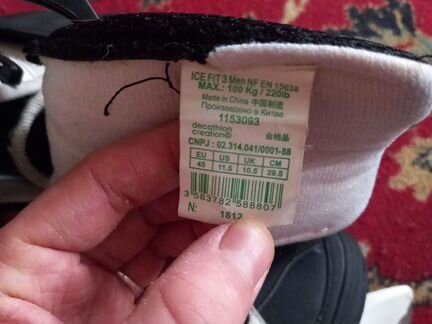 ICE FIT 3 Men NF EN 15638
MAX.: 100 Kg / 220lb
Made in China 中国制造
Произведено в Китае
1153093
decathlon
creation© 合格品
CNPJ : 02.314.041/0001-88
EU US UK CM
45 11.5 10.5 29.5
3 583782 588807
N: 1812